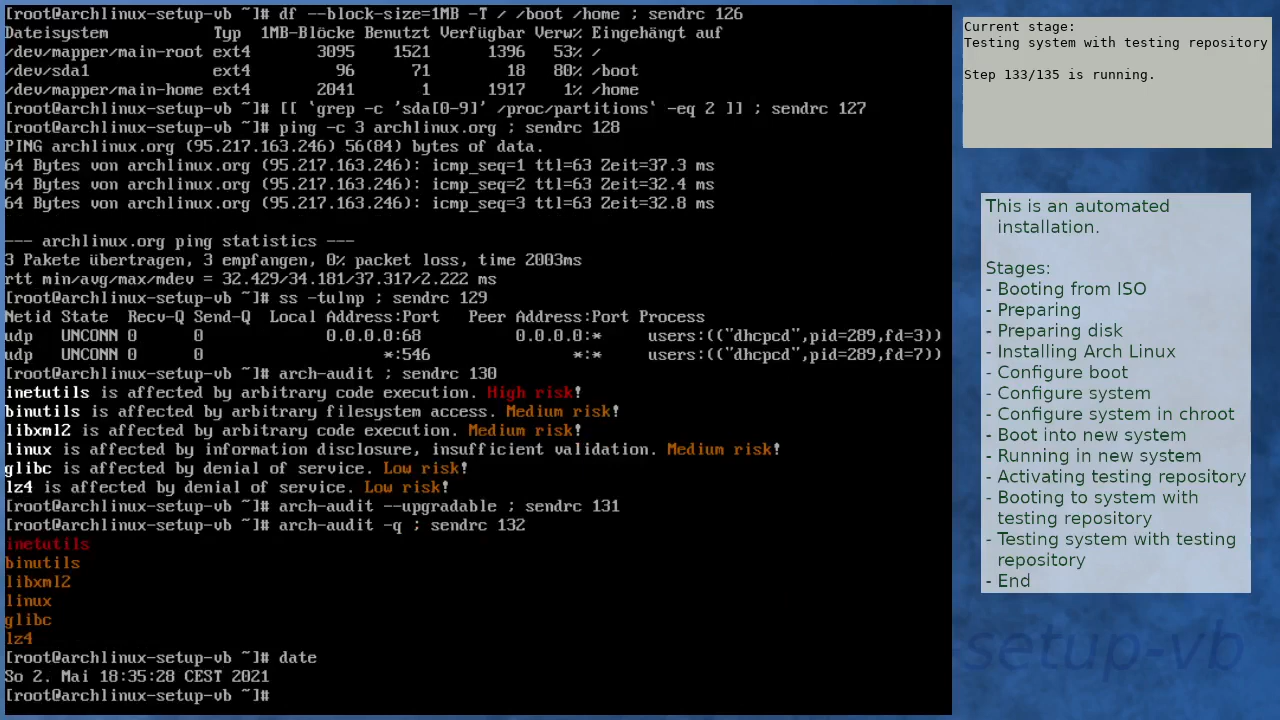 [root@archlinux-setup-vb ~]# df --block-size=1MB -T / /boot /home ; sendrc 126
Dateisystem Typ 1MB-Blöcke Benutzt Verfügbar Verw% Eingehängt auf
/dev/mapper/main-root ext4 3095 1521 1396 53% /
/dev/sda1 ext4 96 71 18 80% /boot
/dev/mapper/main-home ext4 2041 1 1917 1% /home
[root@archlinux-setup-vb ~]# [[ `grep -c 'sda[0-9]' /proc/partitions` -eq 2 ]] ; sendrc 127
[root@archlinux-setup-vb ~]# ping -c 3 archlinux.org ; sendrc 128
PING archlinux.org (95.217.163.246) 56(84) bytes of data.
64 Bytes von archlinux.org (95.217.163.246): icmp_seq=1 ttl=63 Zeit=37.3 ms
64 Bytes von archlinux.org (95.217.163.246): icmp_seq=2 ttl=63 Zeit=32.4 ms
64 Bytes von archlinux.org (95.217.163.246): icmp_seq=3 ttl=63 Zeit=32.8 ms

--- archlinux.org ping statistics ---
3 Pakete übertragen, 3 empfangen, 0% packet loss, time 2003ms
rtt min/avg/max/mdev = 32.429/34.181/37.317/2.222 ms
[root@archlinux-setup-vb ~]# ss -tulnp ; sendrc 129
Netid State Recv-Q Send-Q Local Address:Port Peer Address:Port Process
udp UNCONN 0 0 0.0.0.0:68 0.0.0.0:* users:(("dhcpcd",pid=289,fd=3))
udp UNCONN 0 0 *:546 *:* users:(("dhcpcd",pid=289,fd=7))
[root@archlinux-setup-vb ~]# arch-audit ; sendrc 130
inetutils is affected by arbitrary code execution. High risk!
binutils is affected by arbitrary filesystem access. Medium risk!
libxml2 is affected by arbitrary code execution. Medium risk!
linux is affected by information disclosure, insufficient validation. Medium risk!
glibc is affected by denial of service. Low risk!
lz4 is affected by denial of service. Low risk!
[root@archlinux-setup-vb ~]# arch-audit --upgradable ; sendrc 131
[root@archlinux-setup-vb ~]# arch-audit -q ; sendrc 132
inetutils
binutils
libxml2
linux
glibc
lz4
[root@archlinux-setup-vb ~]# date
So 2. Mai 18:35:28 CEST 2021
[root@archlinux-setup-vb ~]#
Current stage:
Testing system with testing repository

Step 133/135 is running.
This is an automated
installation.

Stages:
- Booting from ISO
- Preparing
- Preparing disk
- Installing Arch Linux
- Configure boot
- Configure system
- Configure system in chroot
- Boot into new system
- Running in new system
- Activating testing repository
- Booting to system with
testing repository
- Testing system with testing
repository
- End
setup-vb